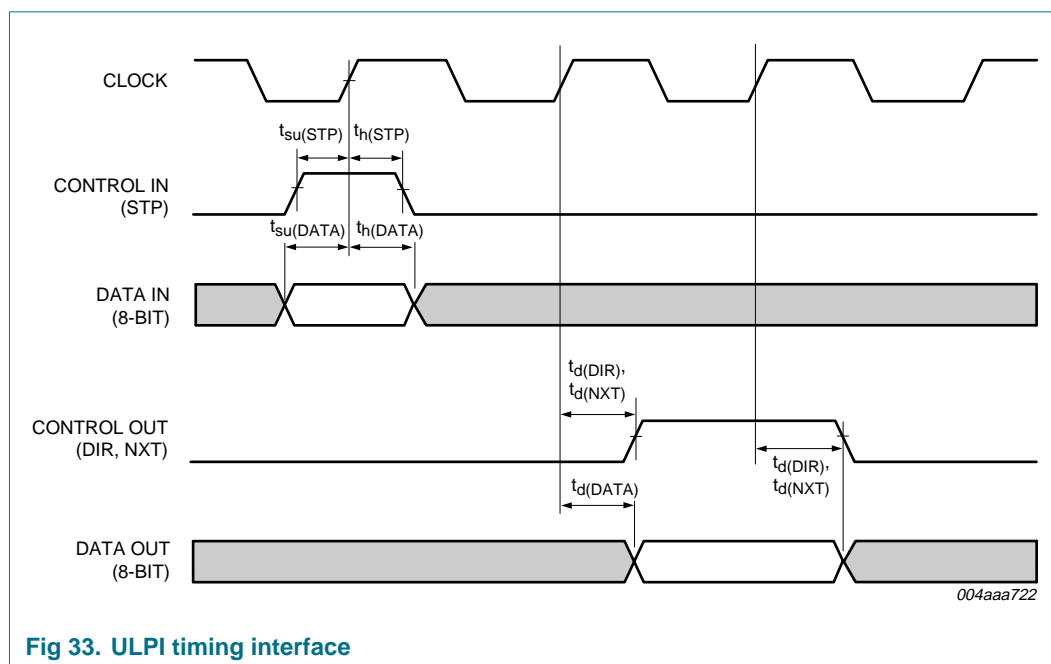 CLOCK
tsu(STP) th(STP)
CONTROL IN
(STP)
tsu(DATA) th(DATA)
DATA IN
(8-BIT)
td(DIR),
td(NXT)
CONTROL OUT
(DIR, NXT)
td(DIR),
td(NXT)
td(DATA)
DATA OUT
(8-BIT)
004aaa722
Fig 33. ULPI timing interface